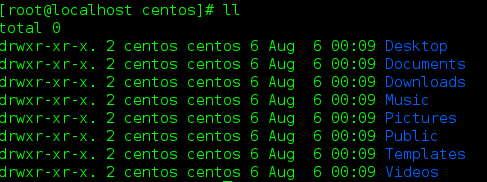 [root@localhost centos]# ll
total 0
drwxr-xr-x. 2 centos centos 6 Aug  6 00:09 Desktop
drwxr-xr-x. 2 centos centos 6 Aug  6 00:09 Documents
drwxr-xr-x. 2 centos centos 6 Aug  6 00:09 Downloads
drwxr-xr-x. 2 centos centos 6 Aug  6 00:09 Music
drwxr-xr-x. 2 centos centos 6 Aug  6 00:09 Pictures
drwxr-xr-x. 2 centos centos 6 Aug  6 00:09 Public
drwxr-xr-x. 2 centos centos 6 Aug  6 00:09 Templates
drwxr-xr-x. 2 centos centos 6 Aug  6 00:09 Videos